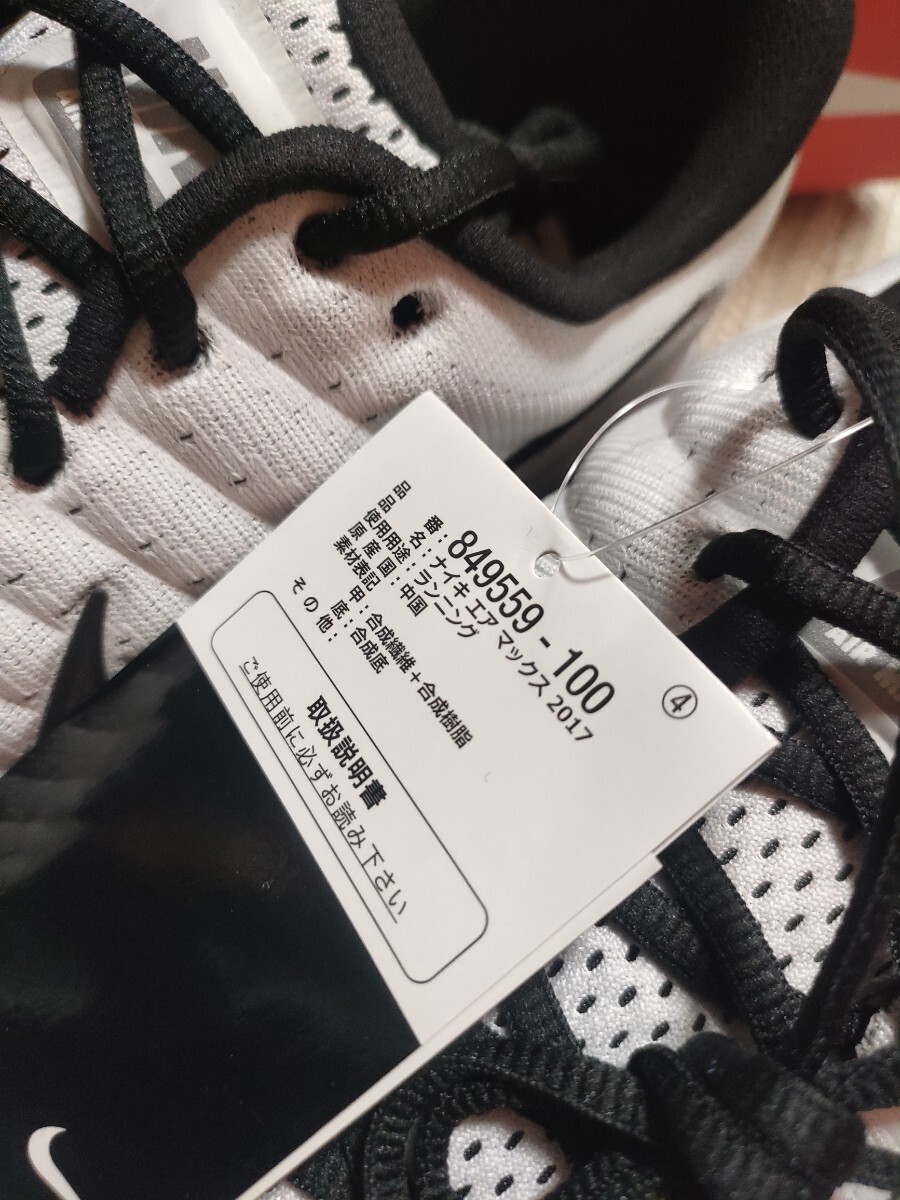 品番：849559-100
品名：ナイキ エア マックス 2017
使用用途：ランニング
原産国：中国
素材表記 甲：合成繊維＋合成樹脂
底：合成底
その他：
④
取扱説明書
ご使用前に必ずお読み下さい